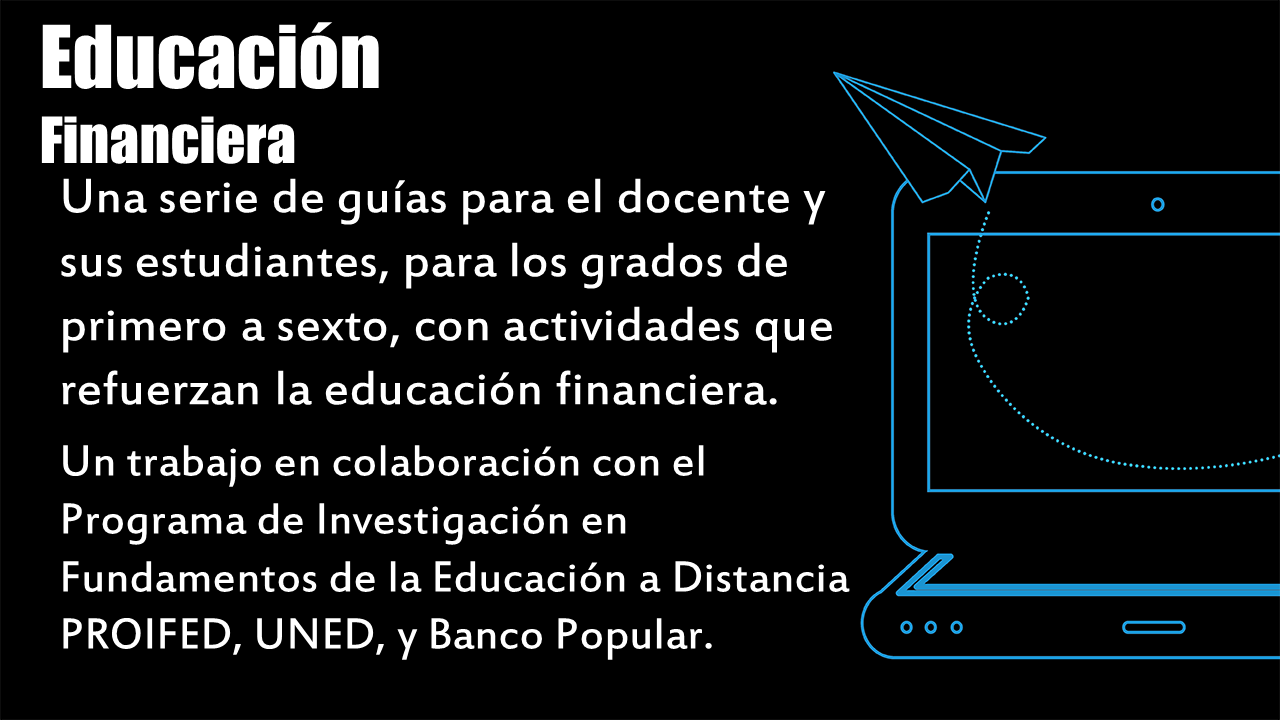 Educación
Financiera
Una serie de guías para el docente y
sus estudiantes, para los grados de
primero a sexto, con actividades que
refuerzan la educación financiera.
Un trabajo en colaboración con el
Programa de Investigación en
Fundamentos de la Educación a Distancia
PROIFED, UNED, y Banco Popular.